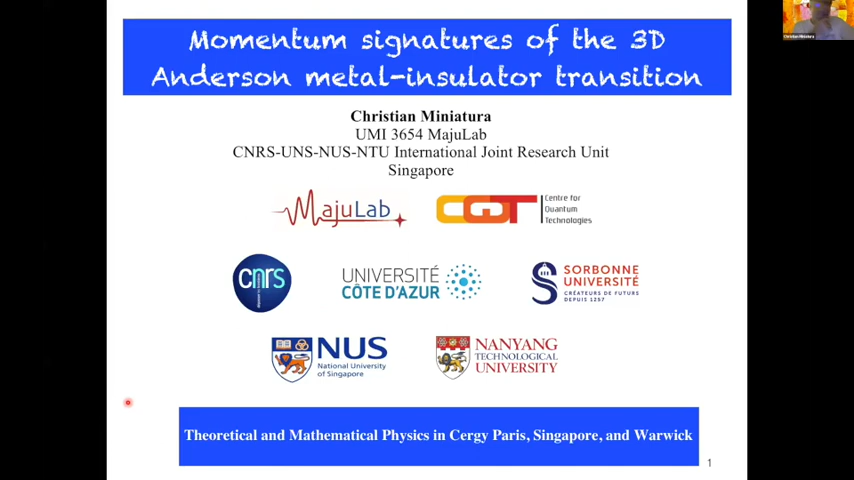 Christian Miniatura
Momentum signatures of the 3D
Anderson metal-insulator transition
Christian Miniatura
UMI 3654 MajuLab
CNRS-UNS-NUS-NTU International Joint Research Unit
Singapore
MajuLab
CQT
Centre for
Quantum
Technologies
cnrs
UNIVERSITÉ
CÔTE D'AZUR
SORBONNE
UNIVERSITÉ
CRÉATEURS DE FUTURS
DEPUIS 1257
NUS
National University
of Singapore
NANYANG
TECHNOLOGICAL
UNIVERSITY
Theoretical and Mathematical Physics in Cergy Paris, Singapore, and Warwick
1